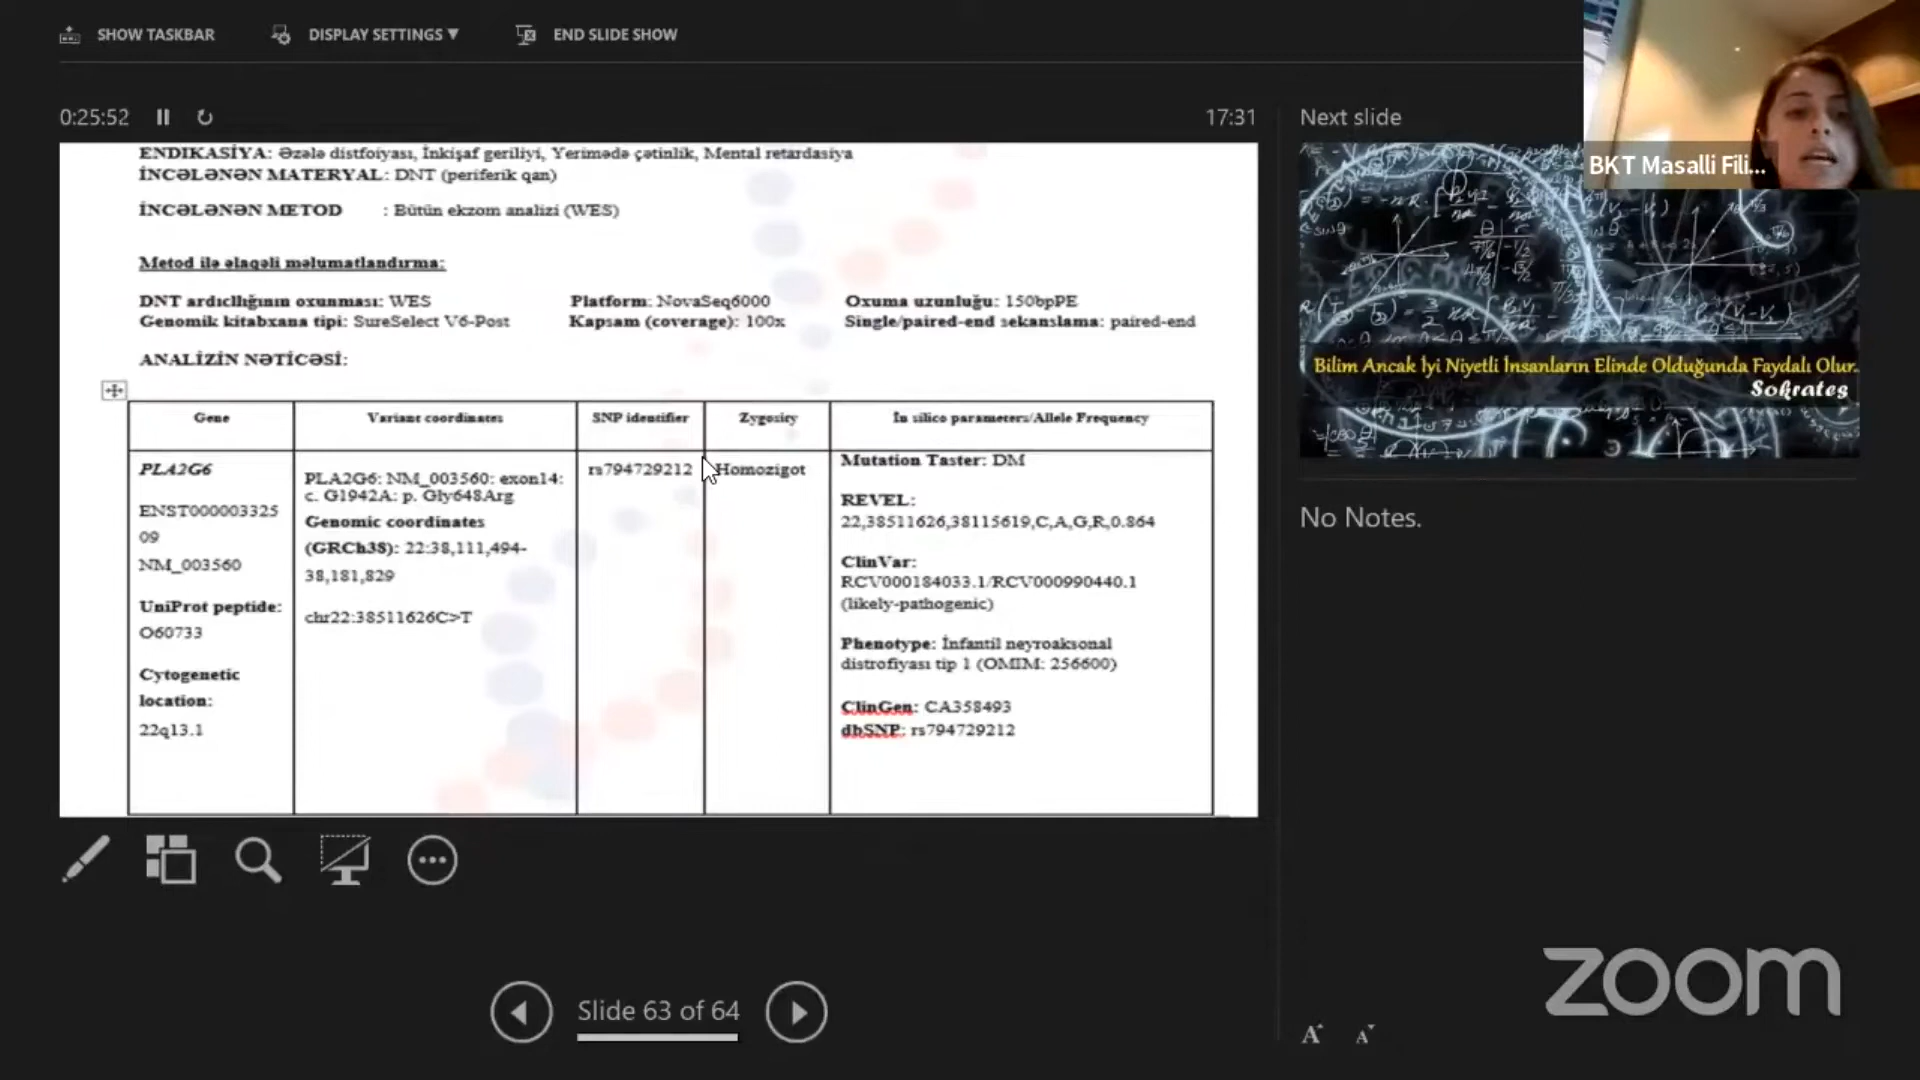 SHOW TASKBAR
DISPLAY SETTINGS ▼
END SLIDE SHOW
0:25:52
17:31
Next slide
BKT Masalli Fili...
ENDİKASİYA: Əzələ distfoiyası, İnkişaf geriliyi, Yerimədə çətinlik, Mental retardasiya
İNCƏLƏNƏN MATERYAL: DNT (periferik qan)
İNCƏLƏNƏN METOD : Bütün ekzom analizi (WES)
Metod ilə əlaqəli məlumatlandırma:
DNT ardıcıllığının oxunması: WES Platform: NovaSeq6000 Oxuma uzunluğu: 150bpPE
Genomik kitabxana tipi: SureSelect V6-Post Kapsam (coverage): 100x Single/paired-end sekanslama: paired-end
ANALİZİN NƏTİCƏSİ:
Gene
Variant coordinates
SNP identifier
Zygosity
İn silico parameters/Allele Frequency
PLA2G6
ENST000003325
09
NM_003560
UniProt peptide:
O60733
Cytogenetic
location:
22q13.1
PLA2G6: NM_003560: exon14:
c. G1942A: p. Gly648Arg
Genomic coordinates
(GRCh38): 22:38,111,494-
38,181,829
chr22:38511626C>T
rs794729212
Homozigot
Mutation Taster: DM
REVEL:
22,38511626,38115619,C,A,G,R,0.864
ClinVar:
RCV000184033.1/RCV000990440.1
(likely-pathogenic)
Phenotype: İnfantil neyroaksonal
distrofiyası tip 1 (OMIM: 256600)
ClinGen: CA358493
dbSNP: rs794729212
Bilim Ancak İyi Niyetli İnsanların Elinde Olduğunda Faydalı Olur.
Sokrates
No Notes.
Slide 63 of 64
zoom